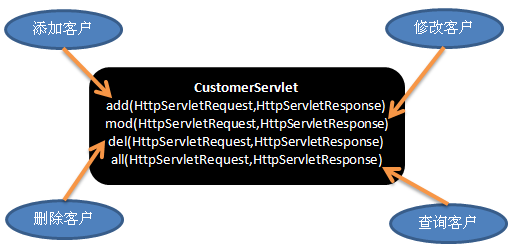 添加客户
修改客户
CustomerServlet
add(HttpServletRequest,HttpServletResponse)
mod(HttpServletRequest,HttpServletResponse)
del(HttpServletRequest,HttpServletResponse)
all(HttpServletRequest,HttpServletResponse)
删除客户
查询客户